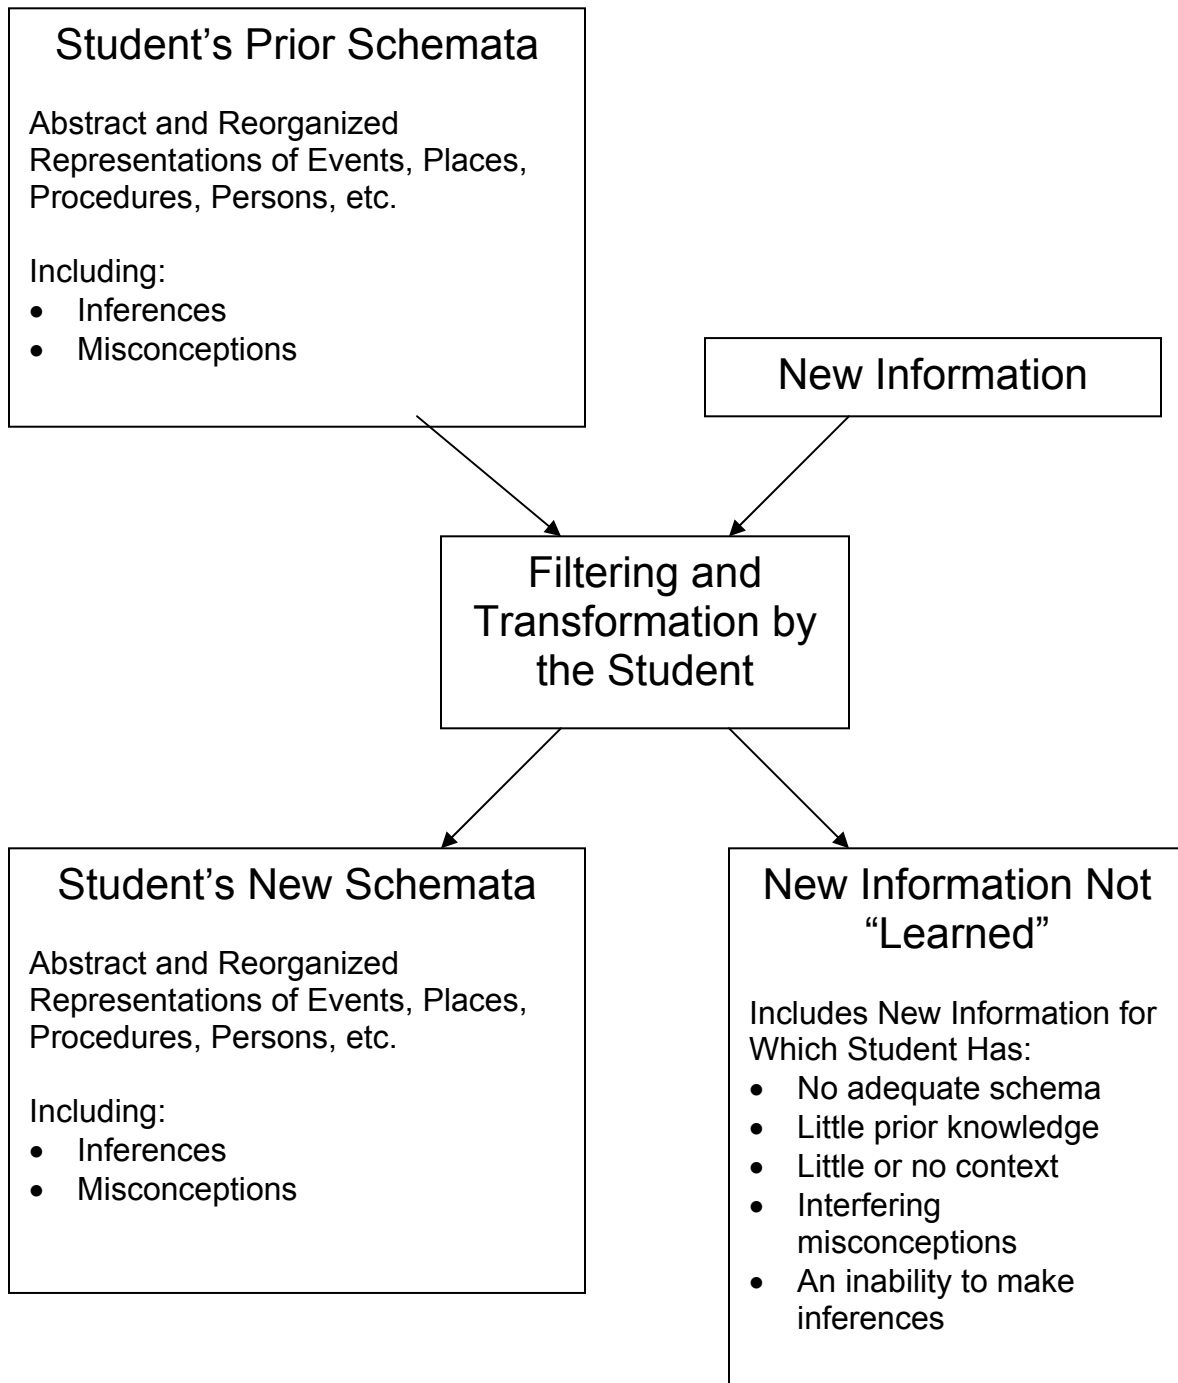 Student’s Prior Schemata
Abstract and Reorganized
Representations of Events, Places,
Procedures, Persons, etc.
Including:
• Inferences
• Misconceptions
New Information
Filtering and
Transformation by
the Student
Student’s New Schemata
Abstract and Reorganized
Representations of Events, Places,
Procedures, Persons, etc.
Including:
• Inferences
• Misconceptions
New Information Not
“Learned”
Includes New Information for
Which Student Has:
• No adequate schema
• Little prior knowledge
• Little or no context
• Interfering
misconceptions
• An inability to make
inferences